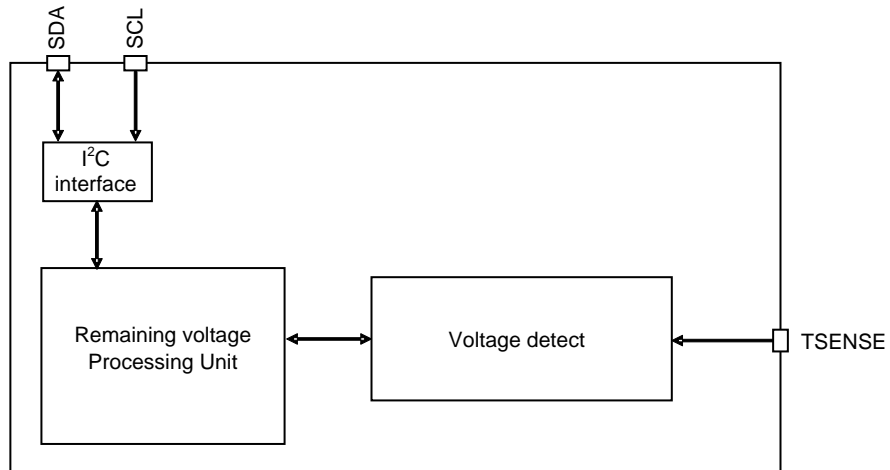 SDA
SCL
I²C
interface
Remaining voltage
Processing Unit
Voltage detect
TSENSE